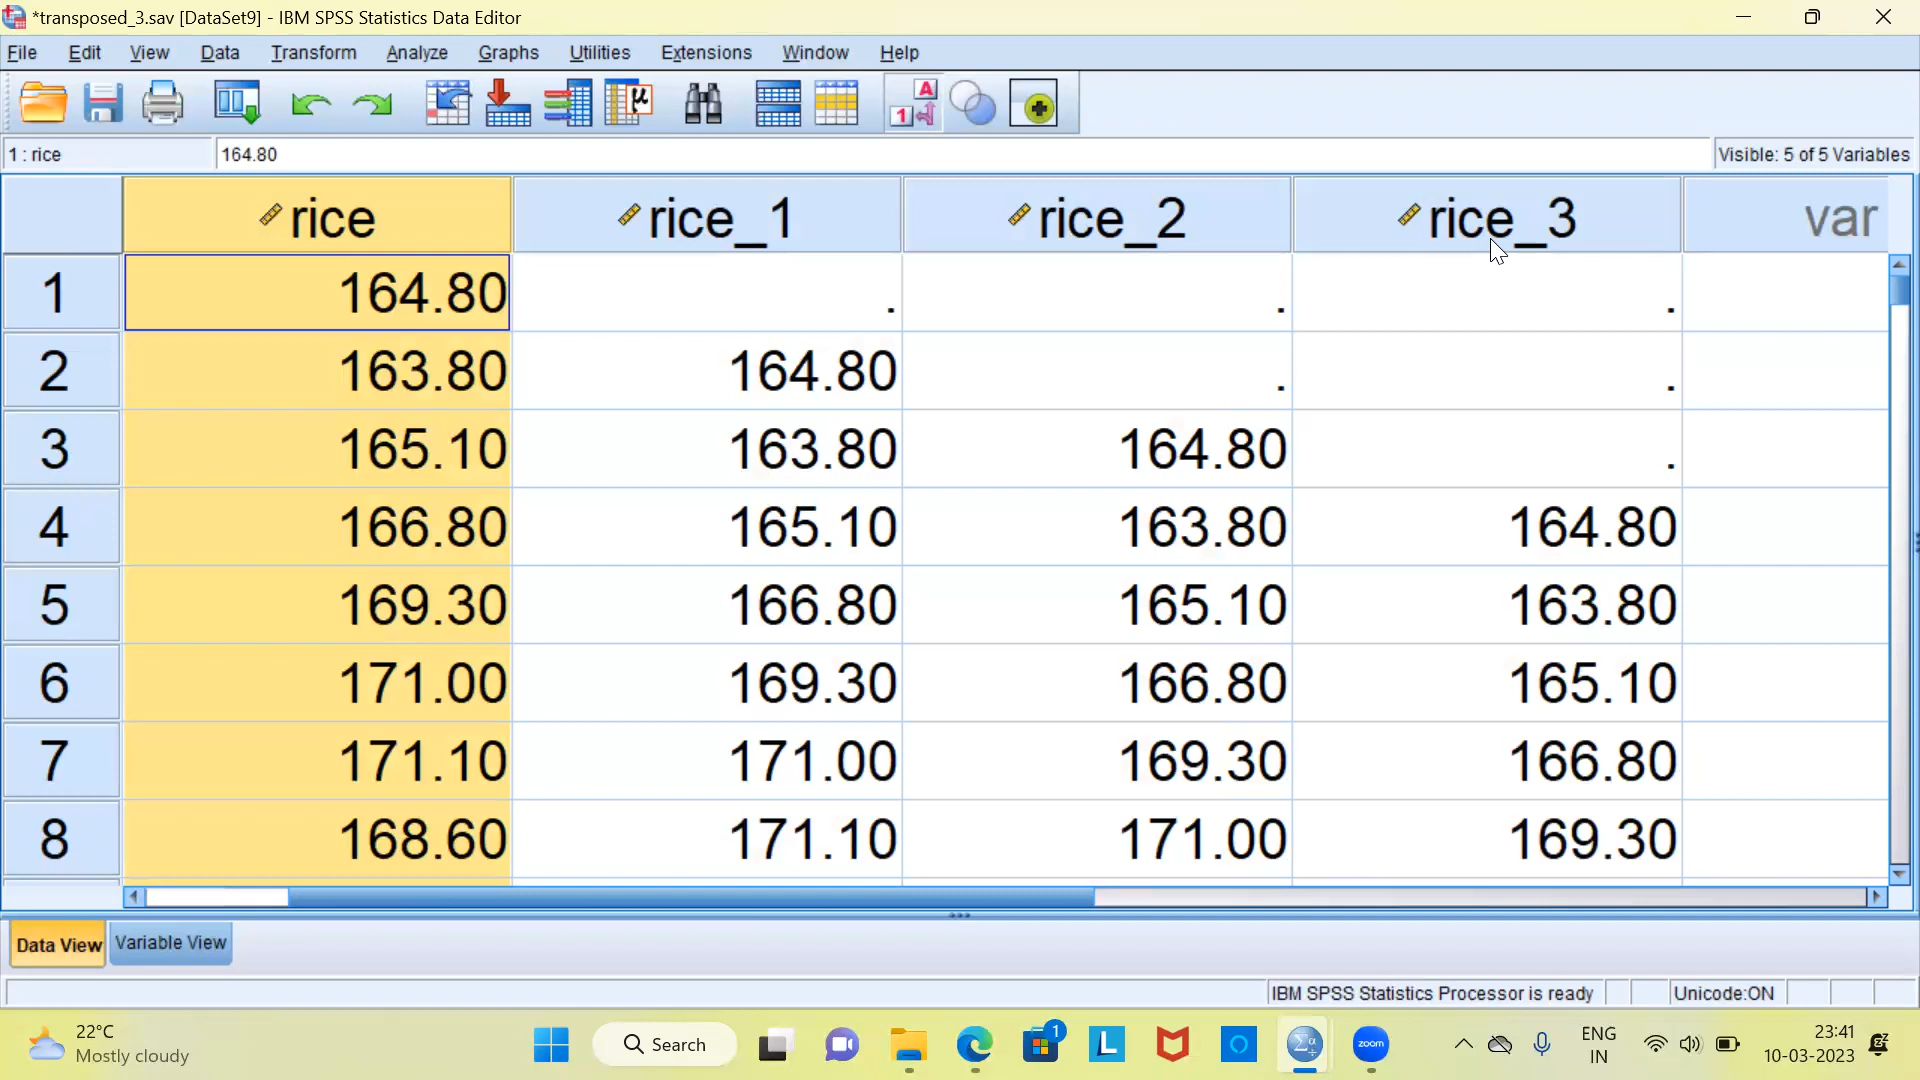 *transposed_3.sav [DataSet9] - IBM SPSS Statistics Data Editor
File Edit View Data Transform Analyze Graphs Utilities Extensions Window Help
μ A 1
1 : rice 164.80 Visible: 5 of 5 Variables
rice rice_1 rice_2 rice_3 var
1 164.80 . . .
2 163.80 164.80 . .
3 165.10 163.80 164.80 .
4 166.80 165.10 163.80 164.80
5 169.30 166.80 165.10 163.80
6 171.00 169.30 166.80 165.10
7 171.10 171.00 169.30 166.80
8 168.60 171.10 171.00 169.30
Data View Variable View
IBM SPSS Statistics Processor is ready Unicode:ON
22°C
Mostly cloudy
Search
1
L
Σα
zoom
ENG
IN
23:41
10-03-2023